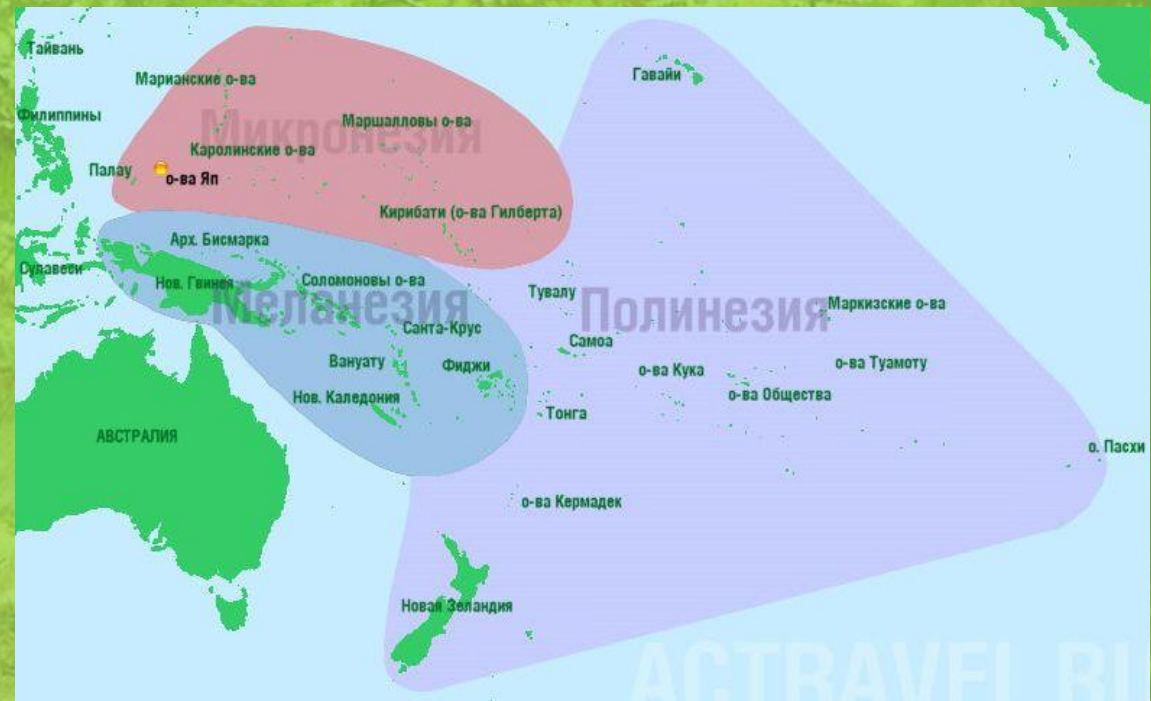 Тайвань
Гавайи
Марианские о-ва
Филиппины
Маршалловы о-ва
Микронезия
Каролинские о-ва
Палау
о-ва Яп
Кирибати (о-ва Гилберта)
Арх. Бисмарка
Сулавеси
Нов. Гвинея
Соломоновы о-ва
Тувалу
Меланезия
Полинезия
Маркизские о-ва
Санта-Крус
Самоа
Вануату
Фиджи
о-ва Кука
о-ва Туамоту
Нов. Каледония
о-ва Общества
Тонга
АВСТРАЛИЯ
о. Пасхи
о-ва Кермадек
Новая Зеландия
ACTRAVEL.RU